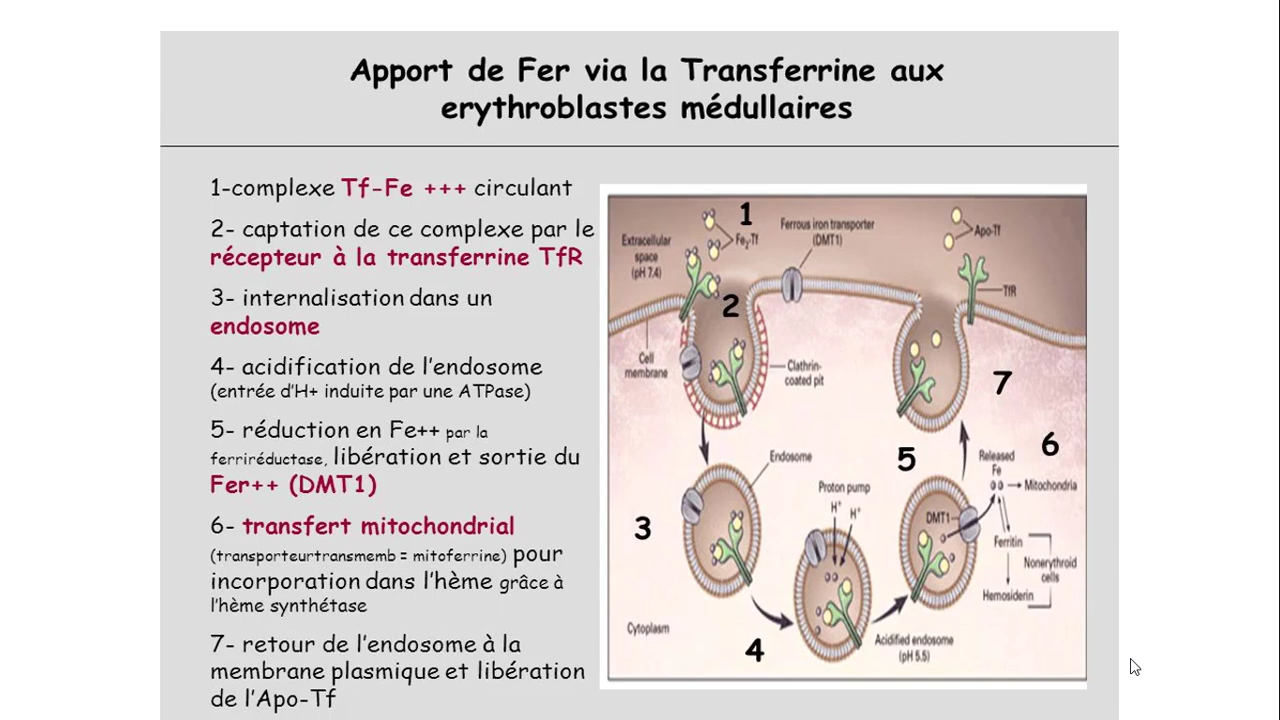 Apport de Fer via la Transferrine aux
erythroblastes médullaires
1-complexe Tf-Fe +++ circulant
2- captation de ce complexe par le
récepteur à la transferrine TfR
3- internalisation dans un
endosome
4- acidification de l'endosome
(entrée d'H+ induite par une ATPase)
5- réduction en Fe++ par la
ferriréductase, libération et sortie du
Fer++ (DMT1)
6- transfert mitochondrial
(transporteurtransmemb = mitoferrine) pour
incorporation dans l'hème grâce à
l'hème synthétase
7- retour de l'endosome à la
membrane plasmique et libération
de l'Apo-Tf
1
Fe2-Tf
Ferrous iron transporter
(DMT1)
Apo-Tf
Extracellular
space
(pH 7.4)
2
TfR
Cell
membrane
Clathrin-
coated pit
7
6
5
Endosome
Released
Fe
Proton pump
H+ H+
Mitochondria
3
DMT1
Ferritin
Nonerythroid
cells
Hemosiderin
Cytoplasm
4
Acidified endosome
(pH 5.5)